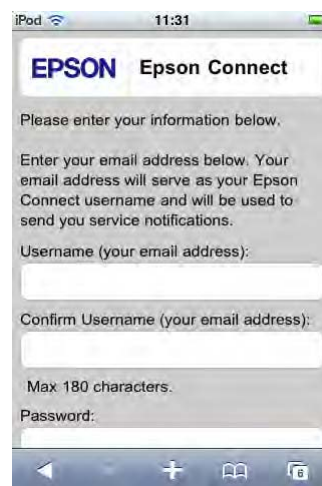 iPod 11:31
EPSON Epson Connect
Please enter your information below.
Enter your email address below. Your
email address will serve as your Epson
Connect username and will be used to
send you service notifications.
Username (your email address):
Confirm Username (your email address):
Max 180 characters.
Password:
6